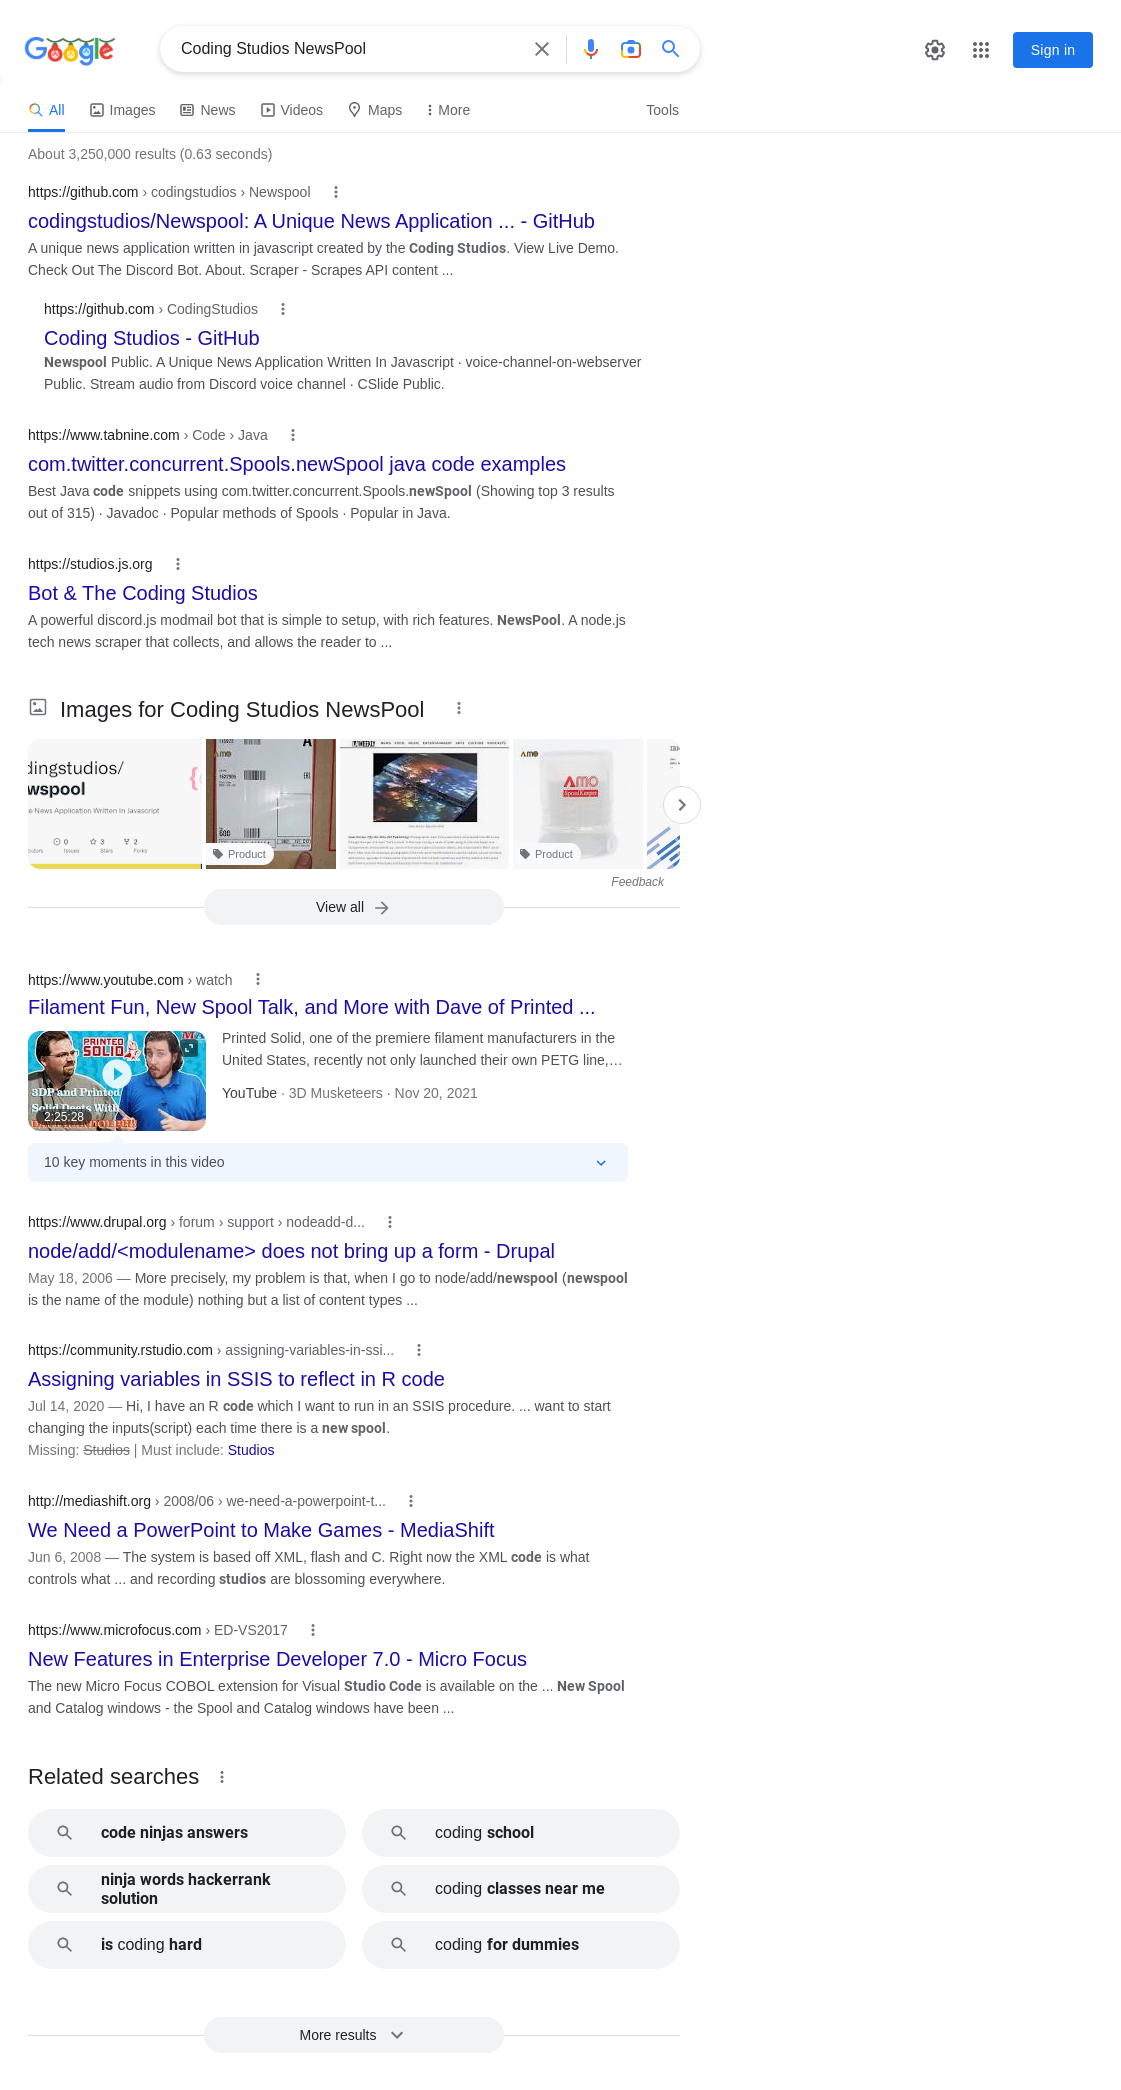 Google
Coding Studios NewsPool
Sign in
All
Images
News
Videos
Maps
More
Tools
About 3,250,000 results (0.63 seconds)
https://github.com › codingstudios › Newspool
codingstudios/Newspool: A Unique News Application ... - GitHub
A unique news application written in javascript created by the Coding Studios. View Live Demo.
Check Out The Discord Bot. About. Scraper - Scrapes API content ...
https://github.com › CodingStudios
Coding Studios - GitHub
Newspool Public. A Unique News Application Written In Javascript · voice-channel-on-webserver
Public. Stream audio from Discord voice channel · CSlide Public.
https://www.tabnine.com › Code › Java
com.twitter.concurrent.Spools.newSpool java code examples
Best Java code snippets using com.twitter.concurrent.Spools.newSpool (Showing top 3 results
out of 315) · Javadoc · Popular methods of Spools · Popular in Java.
https://studios.js.org
Bot & The Coding Studios
A powerful discord.js modmail bot that is simple to setup, with rich features. NewsPool. A node.js
tech news scraper that collects, and allows the reader to ...
Images for Coding Studios NewsPool
dingstudios/
wspool
e News Application Written In Javascript
0
Issues
3
Stars
2
Forks
AMO
Product
AMO
AMO
SpoolKeeper
Product
Feedback
View all
https://www.youtube.com › watch
Filament Fun, New Spool Talk, and More with Dave of Printed ...
PRINTED
SOLID
3DP and Printed
Solid Deets With
2:25:28
Printed Solid, one of the premiere filament manufacturers in the
United States, recently not only launched their own PETG line,…
YouTube · 3D Musketeers · Nov 20, 2021
10 key moments in this video
https://www.drupal.org › forum › support › nodeadd-d...
node/add/<modulename> does not bring up a form - Drupal
May 18, 2006 — More precisely, my problem is that, when I go to node/add/newspool (newspool
is the name of the module) nothing but a list of content types ...
https://community.rstudio.com › assigning-variables-in-ssi...
Assigning variables in SSIS to reflect in R code
Jul 14, 2020 — Hi, I have an R code which I want to run in an SSIS procedure. ... want to start
changing the inputs(script) each time there is a new spool.
Missing: Studios | Must include: Studios
http://mediashift.org › 2008/06 › we-need-a-powerpoint-t...
We Need a PowerPoint to Make Games - MediaShift
Jun 6, 2008 — The system is based off XML, flash and C. Right now the XML code is what
controls what ... and recording studios are blossoming everywhere.
https://www.microfocus.com › ED-VS2017
New Features in Enterprise Developer 7.0 - Micro Focus
The new Micro Focus COBOL extension for Visual Studio Code is available on the ... New Spool
and Catalog windows - the Spool and Catalog windows have been ...
Related searches
code ninjas answers
coding school
ninja words hackerrank
solution
coding classes near me
is coding hard
coding for dummies
More results